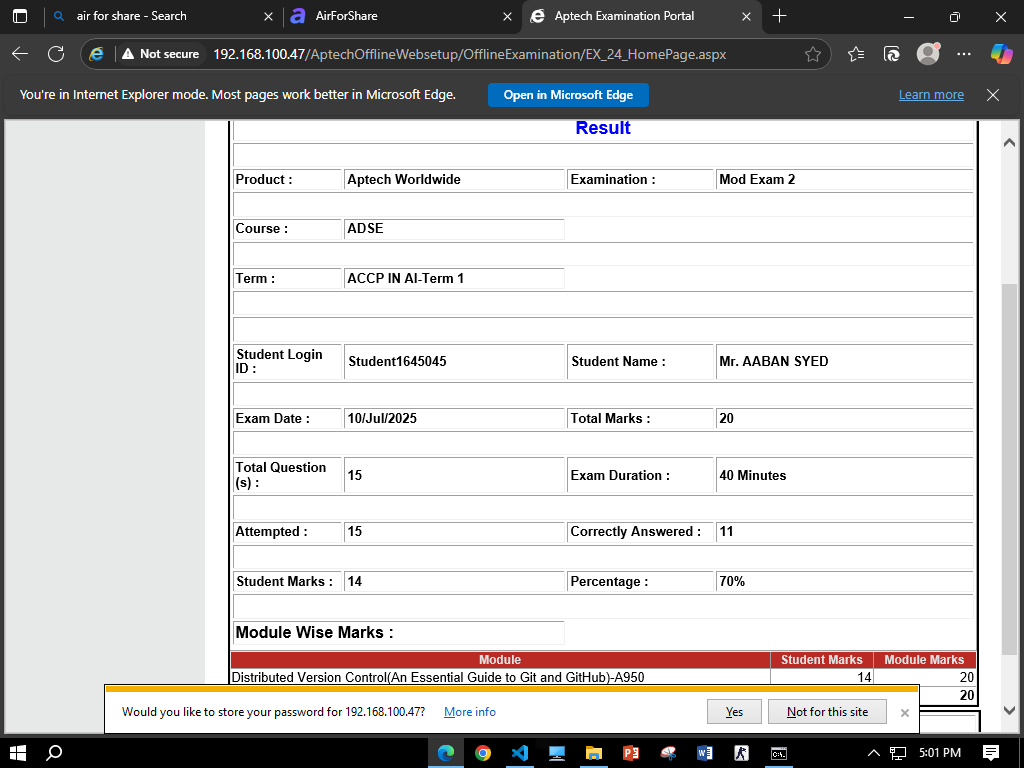 air for share - Search
AirForShare
Aptech Examination Portal
Not secure
192.168.100.47/AptechOfflineWebsetup/OfflineExamination/EX_24_HomePage.aspx
You're in Internet Explorer mode. Most pages work better in Microsoft Edge.
Open in Microsoft Edge
Learn more
Result
Product : Aptech Worldwide Examination : Mod Exam 2
Course : ADSE
Term : ACCP IN AI-Term 1
Student Login
ID : Student1645045 Student Name : Mr. AABAN SYED
Exam Date : 10/Jul/2025 Total Marks : 20
Total Question
(s) : 15 Exam Duration : 40 Minutes
Attempted : 15 Correctly Answered : 11
Student Marks : 14 Percentage : 70%
Module Wise Marks :
Module Student Marks Module Marks
Distributed Version Control(An Essential Guide to Git and GitHub)-A950 14 20
20
Would you like to store your password for 192.168.100.47? More info Yes Not for this site
5:01 PM